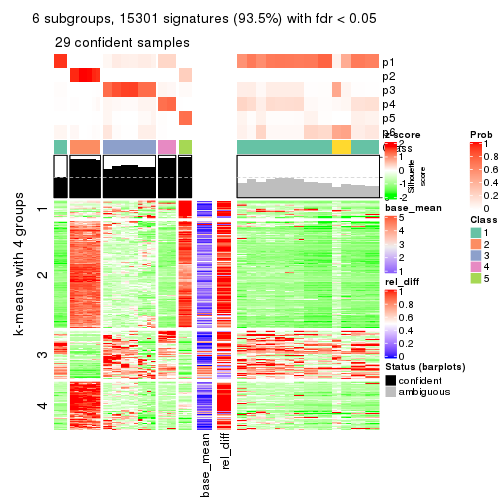 6 subgroups, 15301 signatures (93.5%) with fdr < 0.05
29 confident samples
p1
p2
p3
p4
p5
p6
Class
z-score
2
1
0
-1
-2
Silhouette
score
Prob
1
0.8
0.6
0.4
0.2
0
base_mean
5
4
3
2
1
Class
1
2
3
4
5
rel_diff
1
0.8
0.6
0.4
0.2
0
Status (barplots)
confident
ambiguous
k-means with 4 groups
1
2
3
4
base_mean
rel_diff